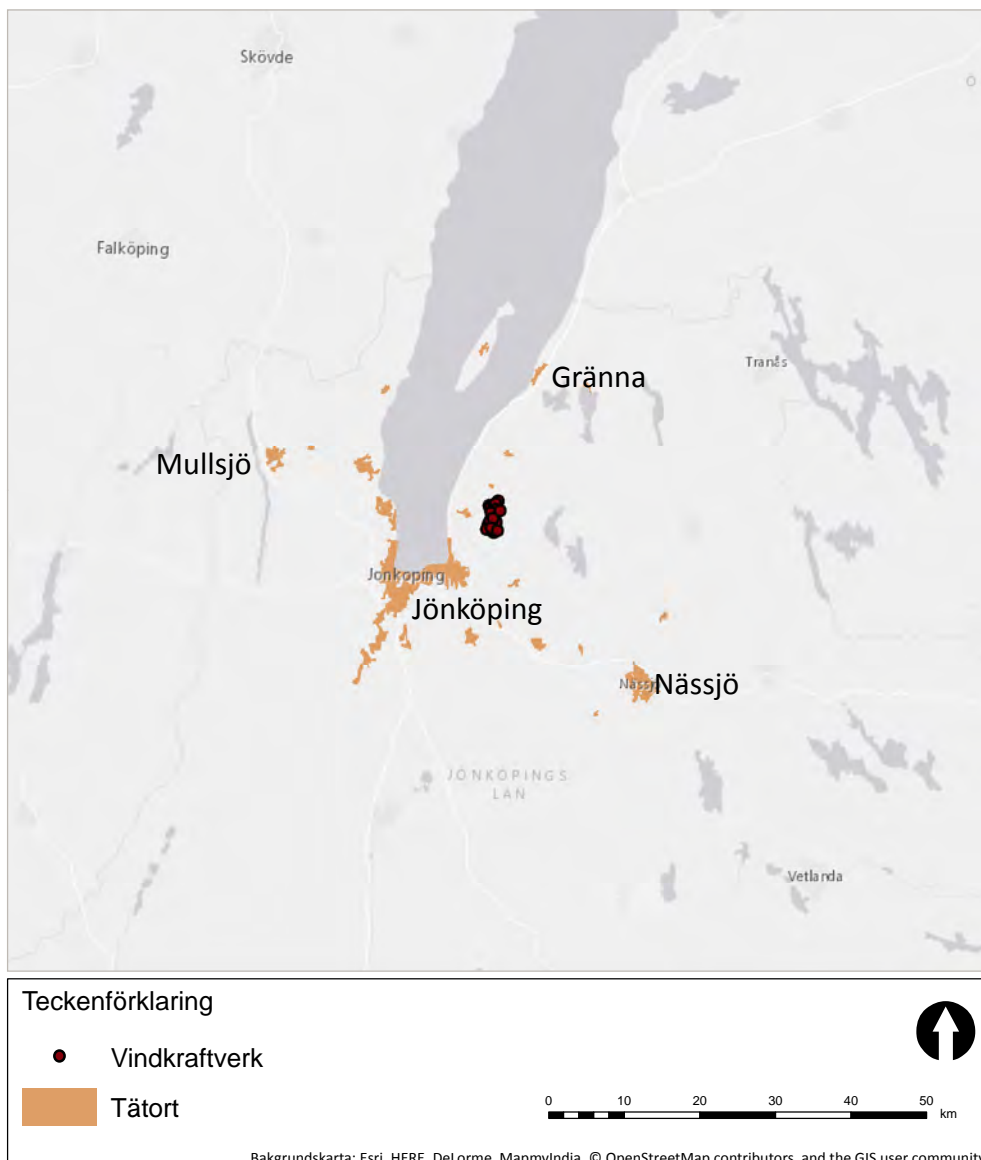 Skövde
Ö
Falköping
Tranås
Gränna
Mullsjö
Jonkoping
Jönköping
Nässjö
JÖNKÖPINGS
LÄN
Vetlanda
Teckenförklaring
Vindkraftverk
Tätort
0 10 20 30 40 50
km
Bakgrundskarta: Esri, HERE, DeLorme, MapmyIndia, © OpenStreetMap contributors, and the GIS user community